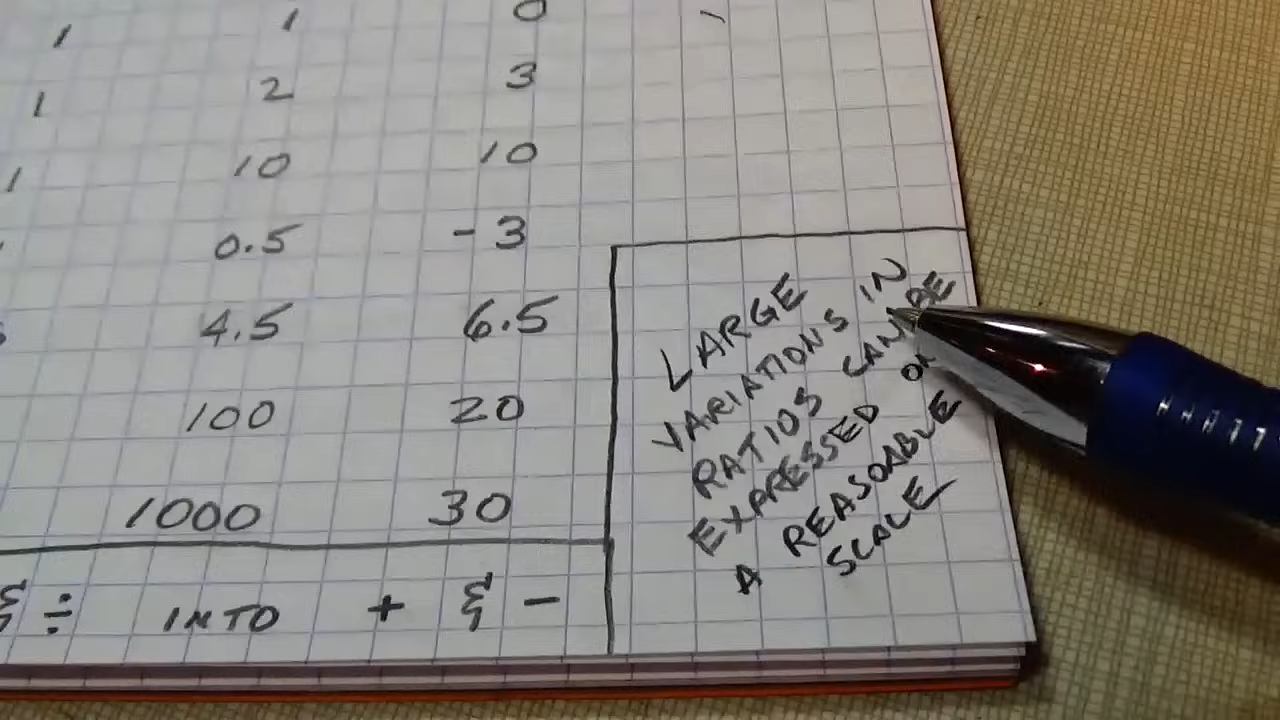 1 1 0
1 2 3
1 10 10
0.5 -3
4.5 6.5
100 20
1000 30
& ÷ INTO + & -
LARGE
VARIATIONS IN
RATIOS CAN BE
EXPRESSED ON
A REASONABLE
SCALE